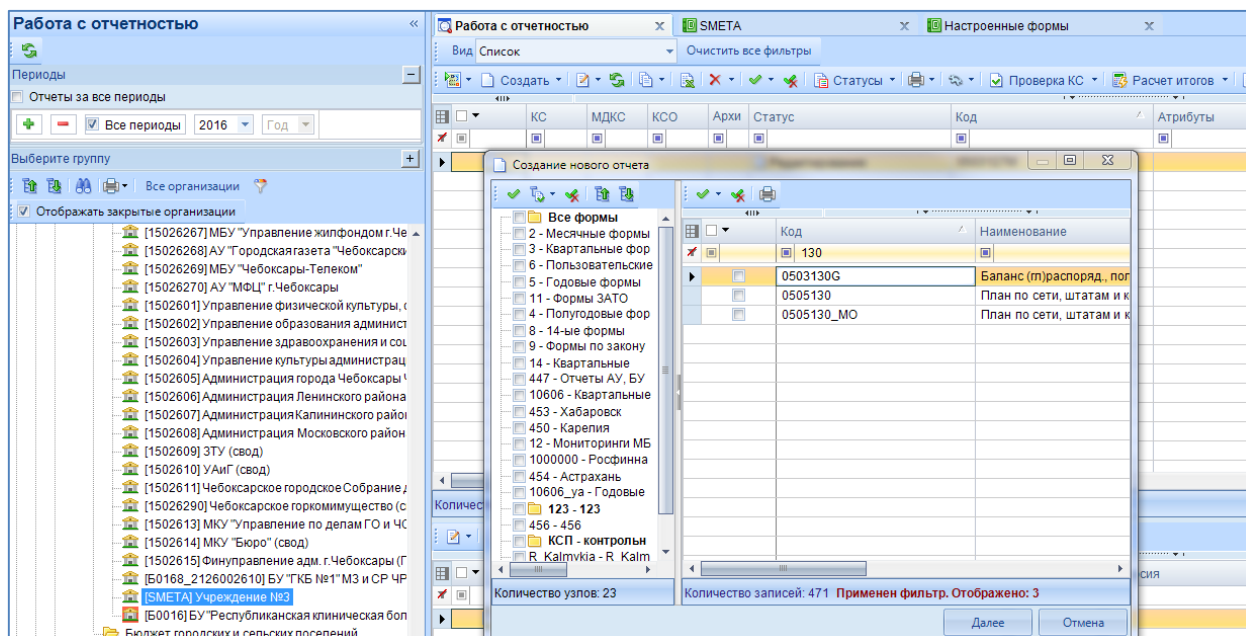 Работа с отчетностью
Периоды
Отчеты за все периоды
Все периоды 2016 Год
Выберите группу
Все организации
Отображать закрытые организации
[15026267] МБУ "Управление жилфондом г.Че
[15026268] АУ "Городская газета "Чебоксарски
[15026269] МБУ "Чебоксары-Телеком"
[15026270] АУ "МФЦ" г.Чебоксары
[1502601] Управление физической культуры, с
[1502602] Управление образования админист
[1502603] Управление здравоохранения и соц
[1502604] Управление культуры администрац
[1502605] Администрация города Чебоксары Ч
[1502606] Администрация Ленинского района
[1502607] Администрация Калининского райо
[1502608] Администрация Московского район
[1502609] ЗТУ (свод)
[1502610] УАиГ (свод)
[1502611] Чебоксарское городское Собрание
[15026290] Чебоксарское горкомимущество (с
[1502613] МКУ "Управление по делам ГО и ЧС
[1502614] МКУ "Бюро" (свод)
[1502615] Финуправление адм. г.Чебоксары (Г
[Б0168_2126002610] БУ "ГКБ №1" МЗ и СР ЧР
[SMETA] Учреждение №3
[Б0016] БУ "Республиканская клиническая бол
Бюджет городских и сельских поселений
Работа с отчетностью SMETA Настроенные формы
Вид Список Очистить все фильтры
Создать Статусы Проверка КС Расчет итогов
КС МДКС КСО Архи Статус Код Атрибуты
Создание нового отчета
Все формы
2 - Месячные формы
3 - Квартальные фор
6 - Пользовательские
5 - Годовые формы
11 - Формы ЗАТО
4 - Полугодовые фор
8 - 14-ые формы
9 - Формы по закону
14 - Квартальные
447 - Отчеты АУ, БУ
10606 - Квартальные
453 - Хабаровск
450 - Карелия
12 - Мониторинги МБ
1000000 - Росфинна
454 - Астрахань
10606_ya - Годовые
123 - 123
456 - 456
КСП - контрольн
R_Kalmykia - R_Kalm
Количество узлов: 23
Код Наименование
130
0503130G Баланс (гл)распоряд., пол
0505130 План по сети, штатам и к
0505130_МО План по сети, штатам и к
Количество записей: 471 Применен фильтр. Отображено: 3
Далее Отмена
Количес
сия